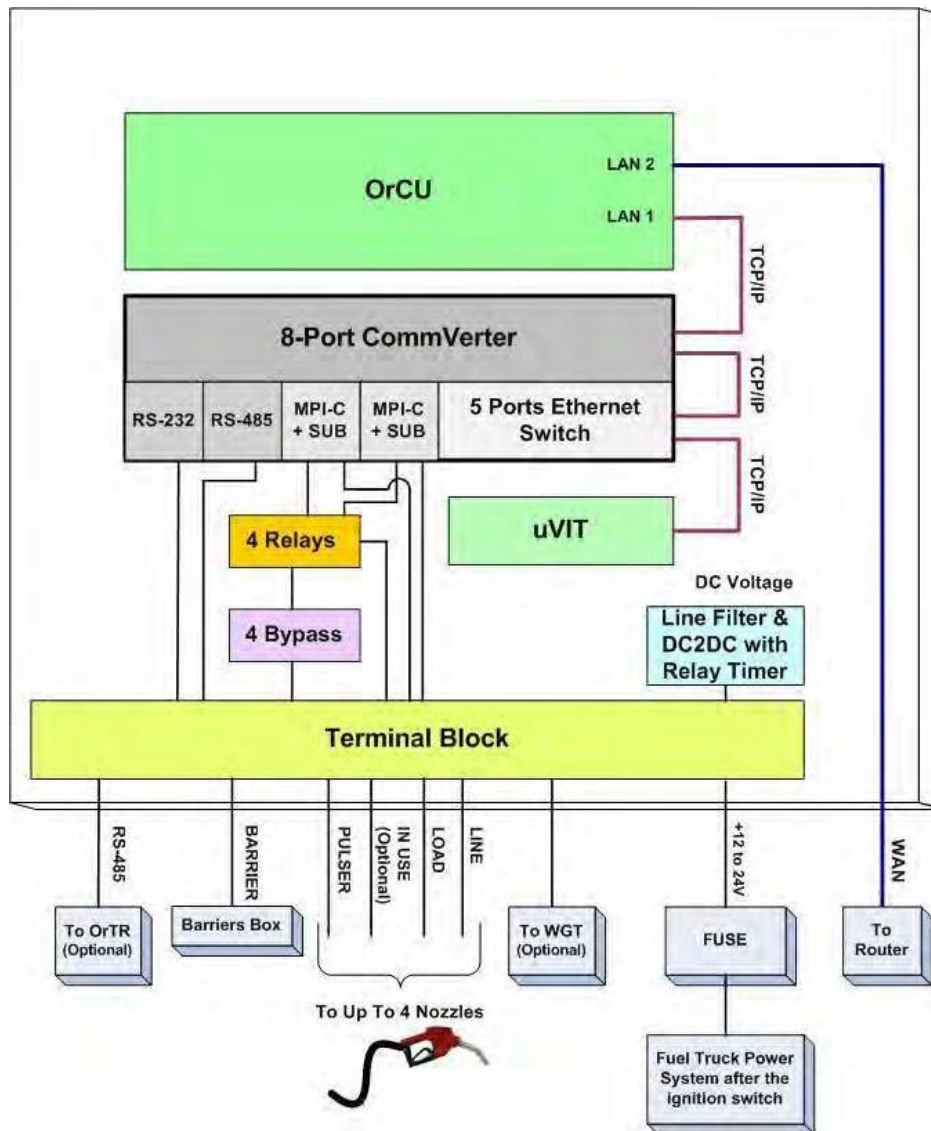 LAN 2
OrCU
LAN 1
TCP/IP
8-Port CommVerter
TCP/IP
RS-232
RS-485
MPI-C
+ SUB
MPI-C
+ SUB
5 Ports Ethernet
Switch
TCP/IP
4 Relays
uVIT
DC Voltage
4 Bypass
Line Filter &
DC2DC with
Relay Timer
Terminal Block
RS-485
BARRIER
PULSER
IN USE
(Optional)
LOAD
LINE
+12 to 24V
WAN
To OrTR
(Optional)
Barriers Box
To WGT
(Optional)
FUSE
To
Router
To Up To 4 Nozzles
Fuel Truck Power
System after the
ignition switch